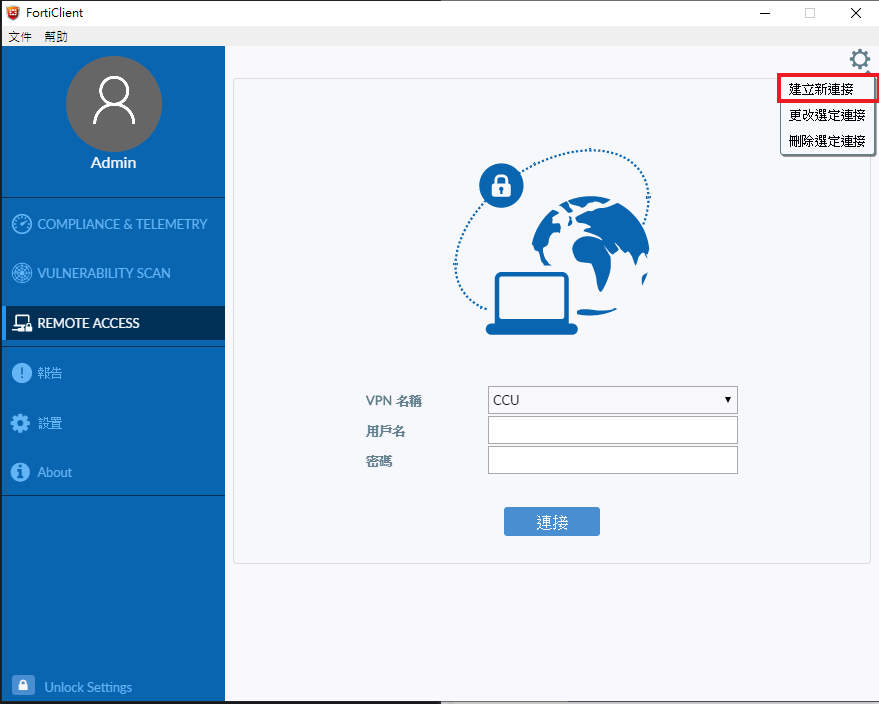 FortiClient
文件 幫助
Admin
COMPLIANCE & TELEMETRY
VULNERABILITY SCAN
REMOTE ACCESS
報告
設置
About
Unlock Settings
建立新連接
更改選定連接
刪除選定連接
VPN 名稱 CCU
用戶名
密碼
連接